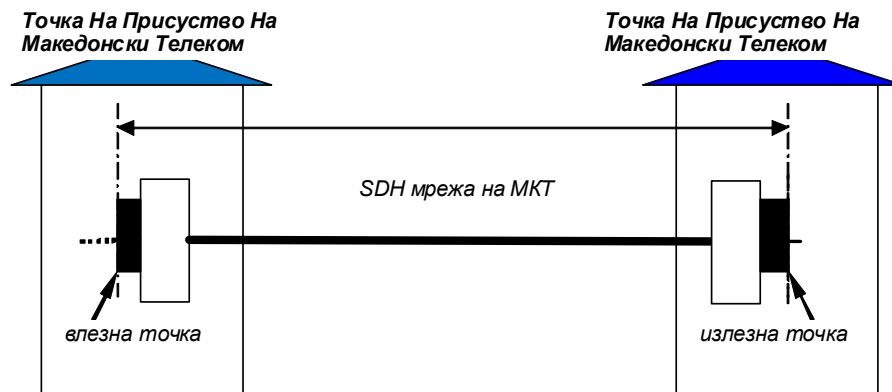 Точка На Присуство На
Македонски Телеком
Точка На Присуство На
Македонски Телеком
SDH мрежа на МКТ
влезна точка
излезна точка